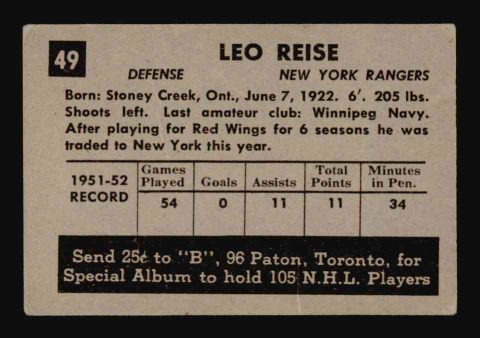 49
LEO REISE
DEFENSE NEW YORK RANGERS
Born: Stoney Creek, Ont., June 7, 1922. 6'. 205 lbs.
Shoots left. Last amateur club: Winnipeg Navy.
After playing for Red Wings for 6 seasons he was
traded to New York this year.
1951-52 RECORD
Games Played Goals Assists Total Points Minutes in Pen.
54 0 11 11 34
Send 25¢ to "B", 96 Paton, Toronto, for
Special Album to hold 105 N.H.L. Players